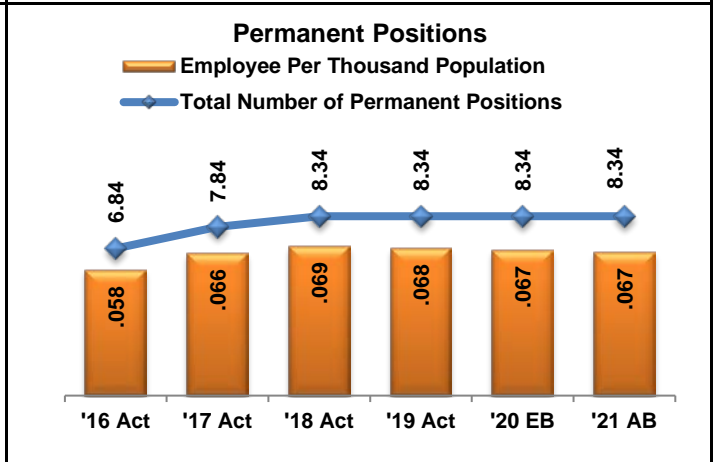 Permanent Positions
Employee Per Thousand Population
Total Number of Permanent Positions
6.84 7.84 8.34 8.34 8.34 8.34
.058 .066 .069 .068 .067 .067
'16 Act '17 Act '18 Act '19 Act '20 EB '21 AB